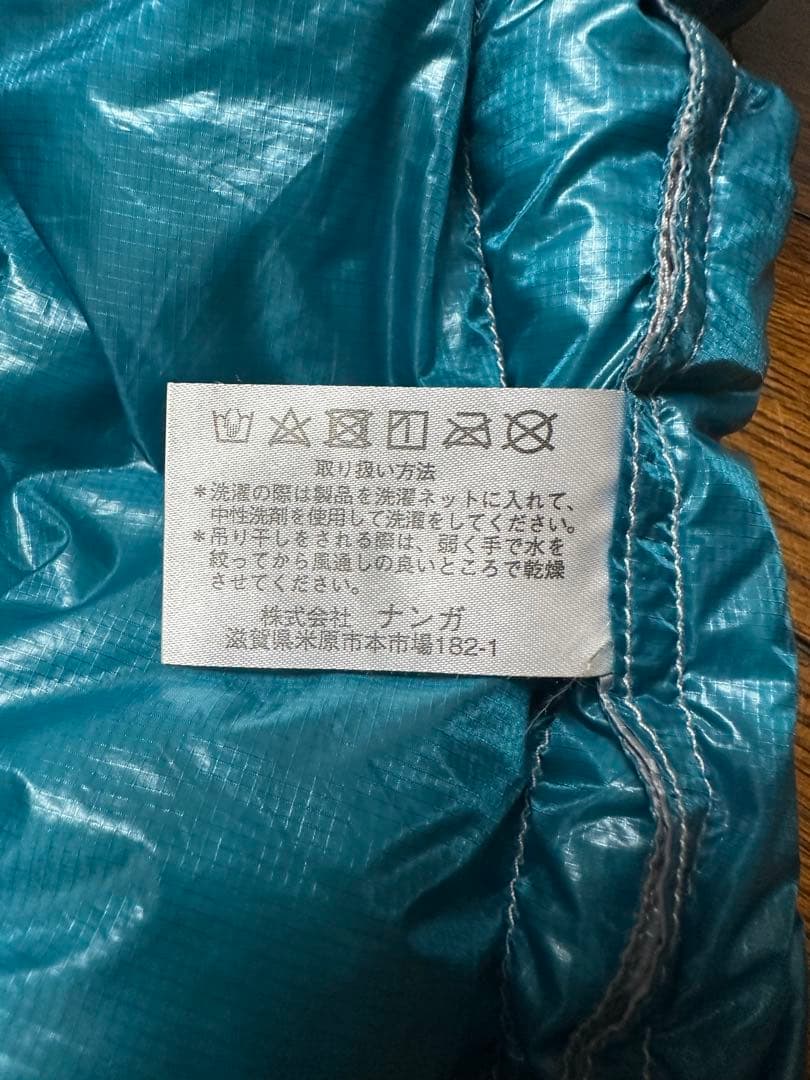 取り扱い方法
*洗濯の際は製品を洗濯ネットに入れて、
中性洗剤を使用して洗濯をしてください。
*吊り干しをされる際は、弱く手で水を
絞ってから風通しの良いところで乾燥
させてください。
株式会社 ナンガ
滋賀県米原市本市場182-1